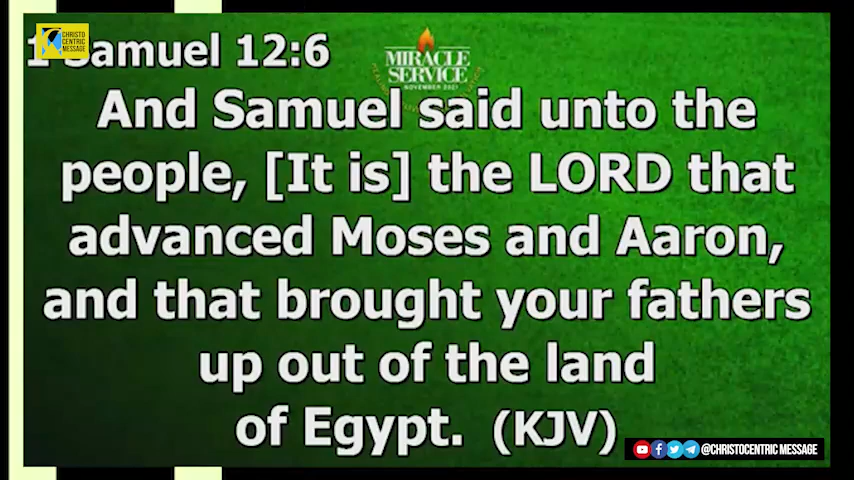 CHRISTO
CENTRIC
MESSAGE
1 Samuel 12:6
MIRACLE
SERVICE
NOVEMBER 2021
And Samuel said unto the
people, [It is] the LORD that
advanced Moses and Aaron,
and that brought your fathers
up out of the land
of Egypt. (KJV)
@CHRISTOCENTRIC MESSAGE